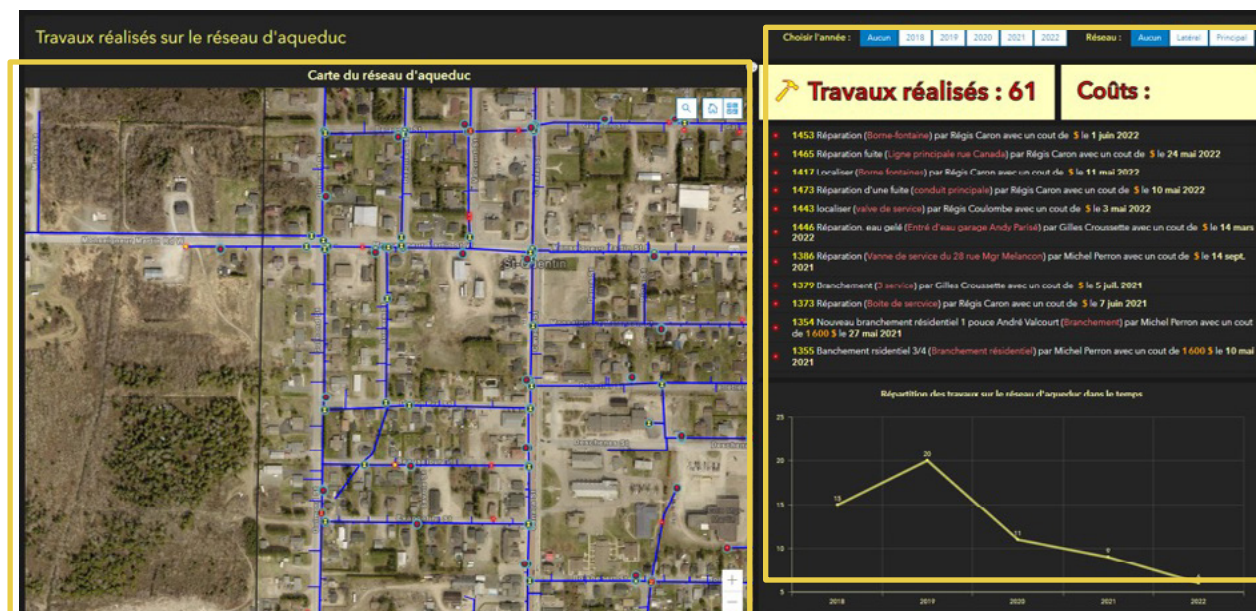 Travaux réalisés sur le réseau d'aqueduc
Choisir l'année : Aucun 2018 2019 2020 2021 2022 Réseau : Aucun Latéral Principal
Carte du réseau d'aqueduc
Travaux réalisés : 61
Coûts :
1453 Réparation (Borne-fontaine) par Régis Caron avec un cout de $ le 1 juin 2022
1465 Réparation fuite (Ligne principale rue Canada) par Régis Caron avec un cout de $ le 24 mai 2022
1417 Localiser (Borne fontaines) par Régis Caron avec un cout de $ le 11 mai 2022
1473 Réparation d'une fuite (conduit principale) par Régis Caron avec un cout de $ le 10 mai 2022
1443 localiser (valve de service) par Régis Coulombe avec un cout de $ le 3 mai 2022
1446 Réparation. eau gelé (Entré d'eau garage Andy Parisé) par Gilles Croussette avec un cout de $ le 14 mars
2022
1386 Réparation (Vanne de service du 28 rue Mgr Melancon) par Michel Perron avec un cout de $ le 14 sept.
2021
1379 Branchement (3 service) par Gilles Croussette avec un cout de $ le 5 juil. 2021
1373 Réparation (Boite de sercvice) par Régis Caron avec un cout de $ le 7 juin 2021
1354 Nouveau branchement résidentiel 1 pouce André Valcourt (Branchement) par Michel Perron avec un cout
de 1 600 $ le 27 mai 2021
1355 Banchement rsidentiel 3/4 (Branchement résidentiel) par Michel Perron avec un cout de 1 600 $ le 10 mai
2021
St-Quentin
Répartition des travaux sur le réseau d'aqueduc dans le temps
25
20
15
10
5
15
20
11
9
2018 2019 2020 2021 2022